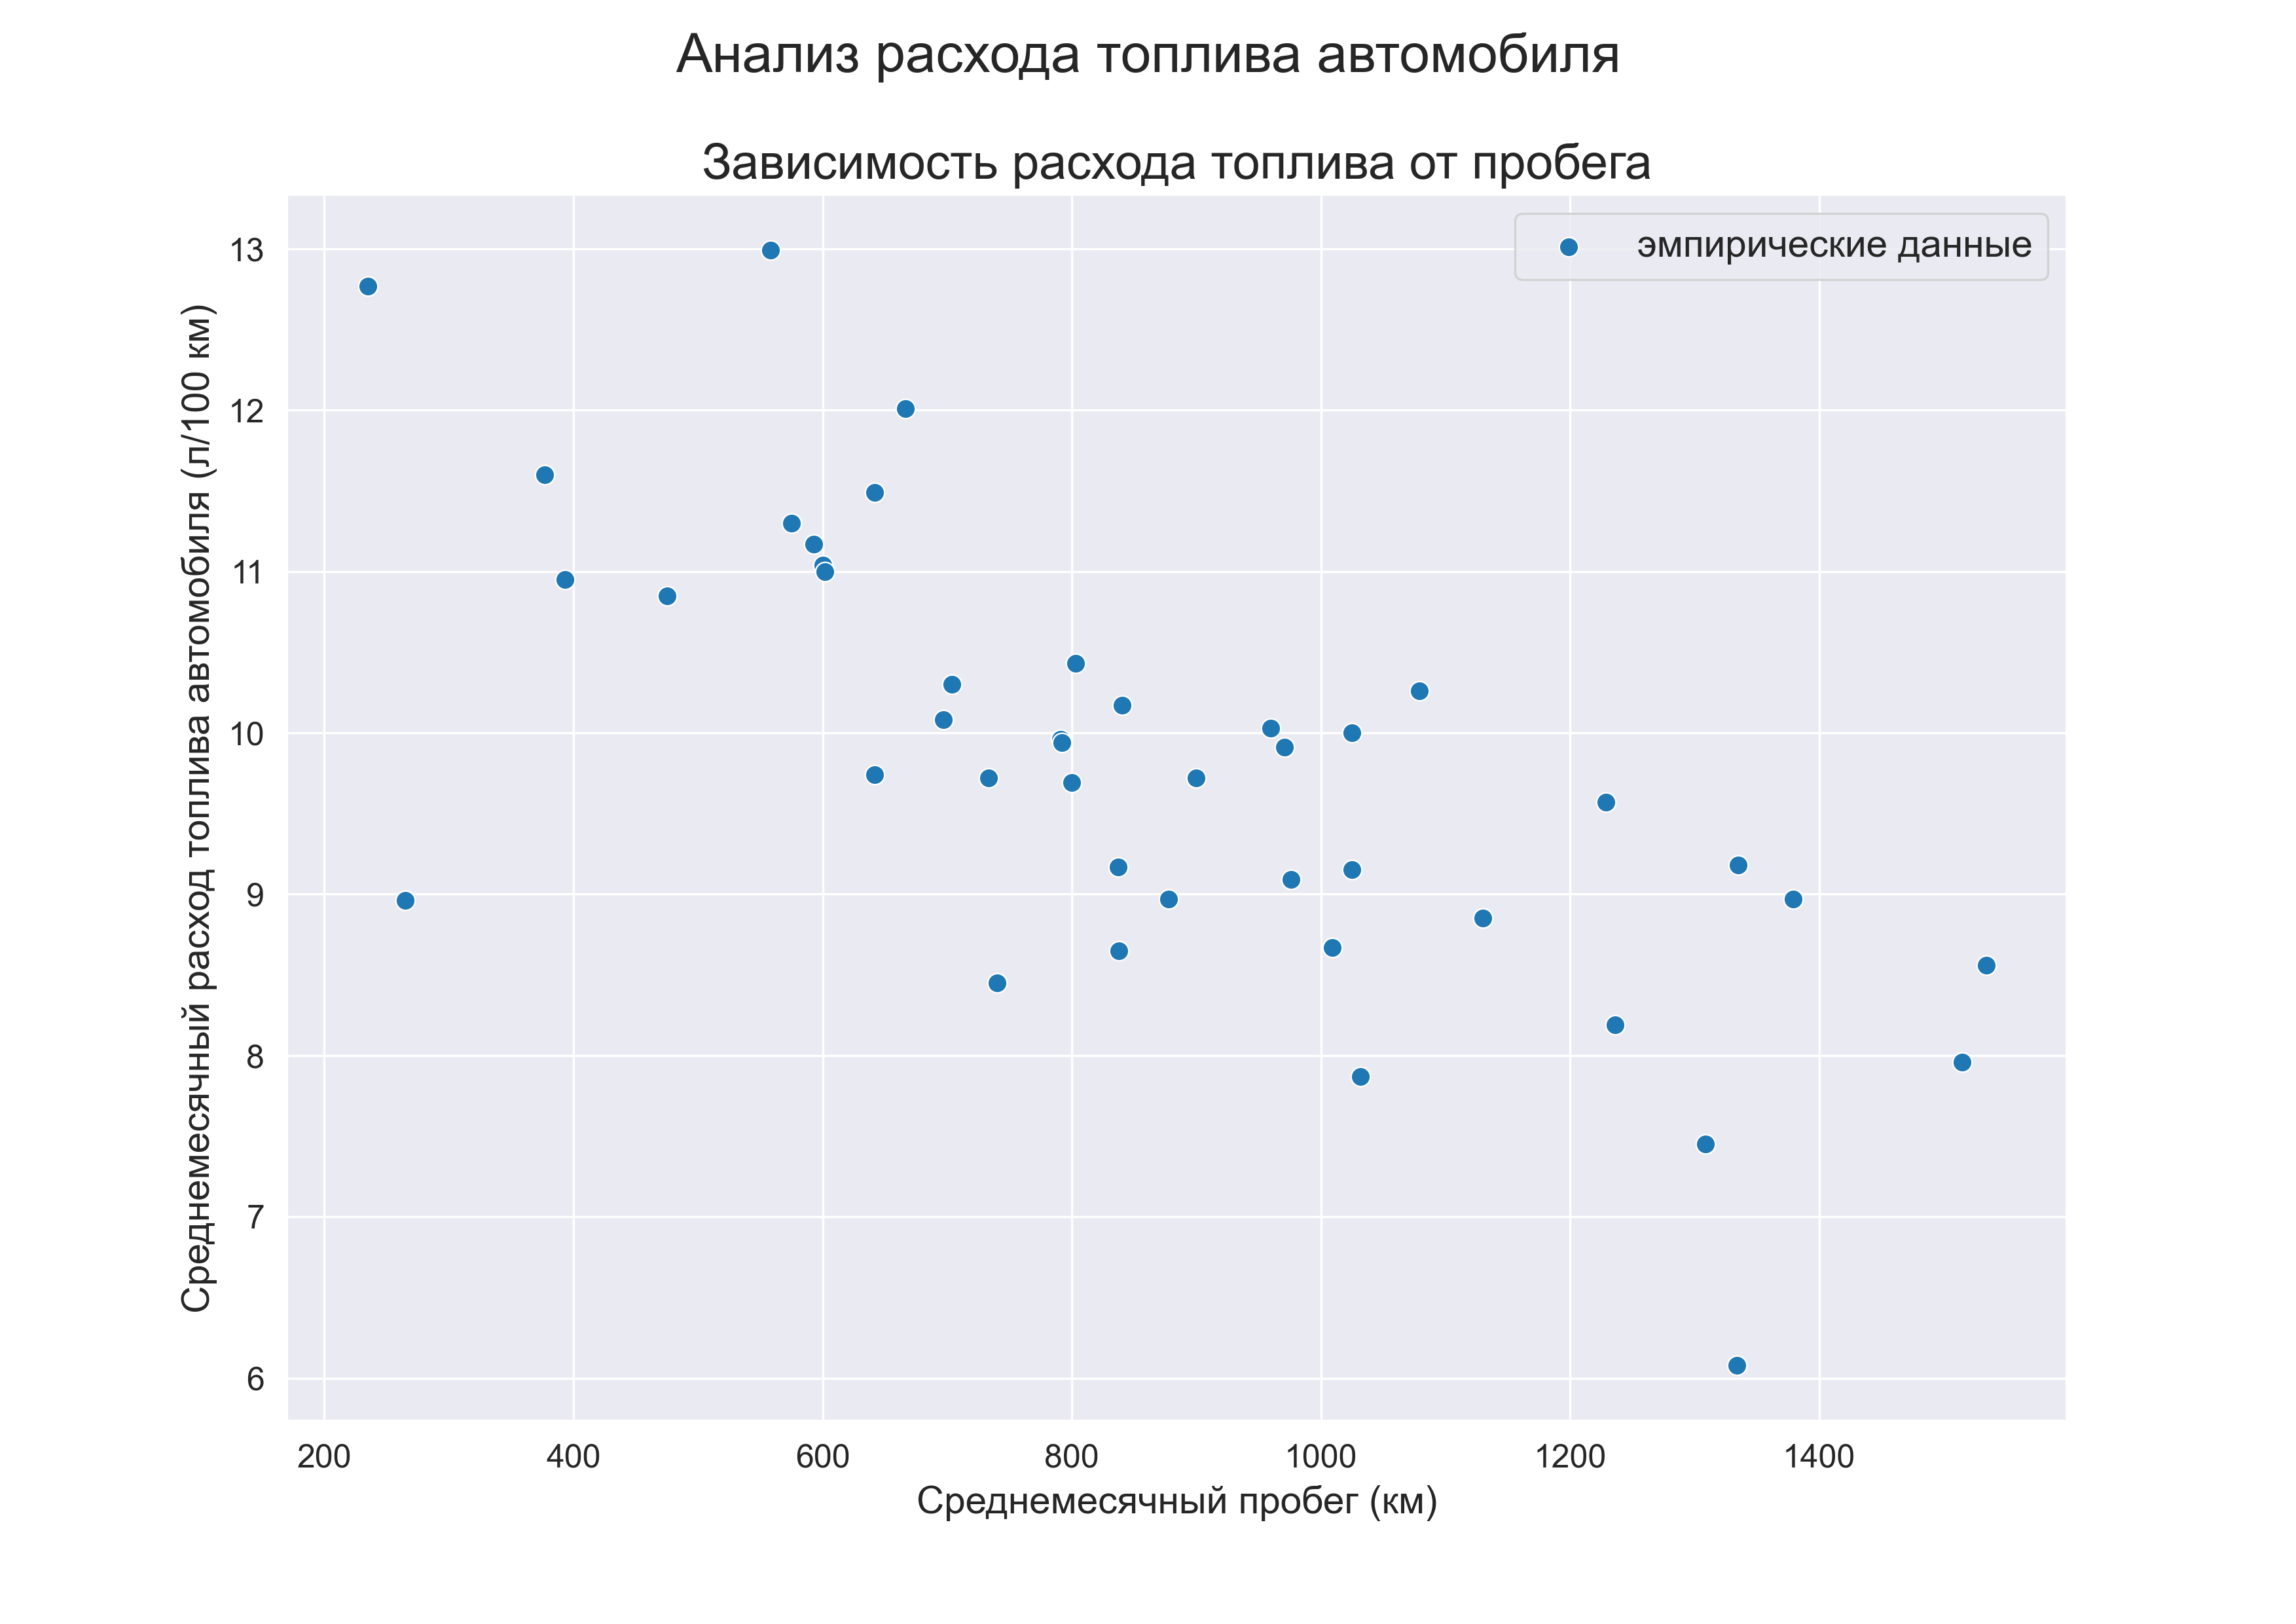 Анализ расхода топлива автомобиля
Зависимость расхода топлива от пробега
эмпирические данные
Среднемесячный расход топлива автомобиля (л/100 км)
13
12
11
10
9
8
7
6
200 400 600 800 1000 1200 1400
Среднемесячный пробег (км)